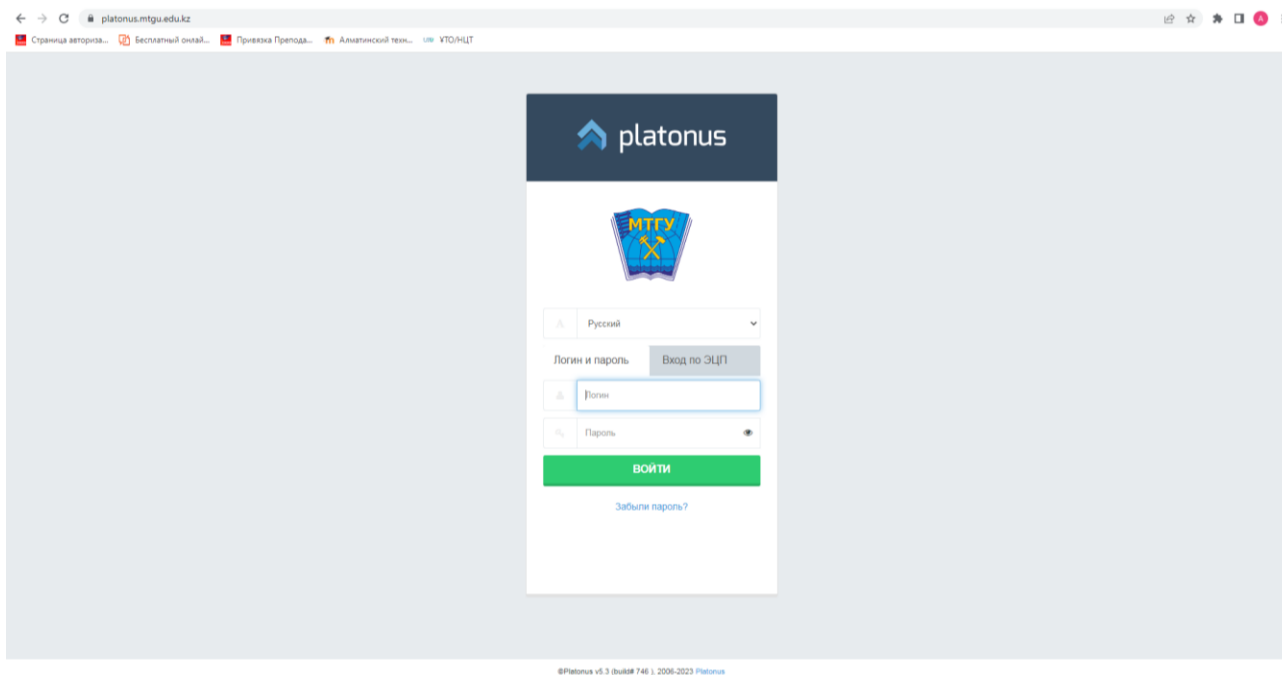 platonus.mtgu.edu.kz
Страница авториза... Бесплатный онлай... Привязка Препода... Алматинский техн... ҰТО/НЦТ
platonus
МТГУ
Русский
Логин и пароль Вход по ЭЦП
Логин
Пароль
ВОЙТИ
Забыли пароль?
©Platonus v5.3 (build# 746 ), 2006-2023 Platonus